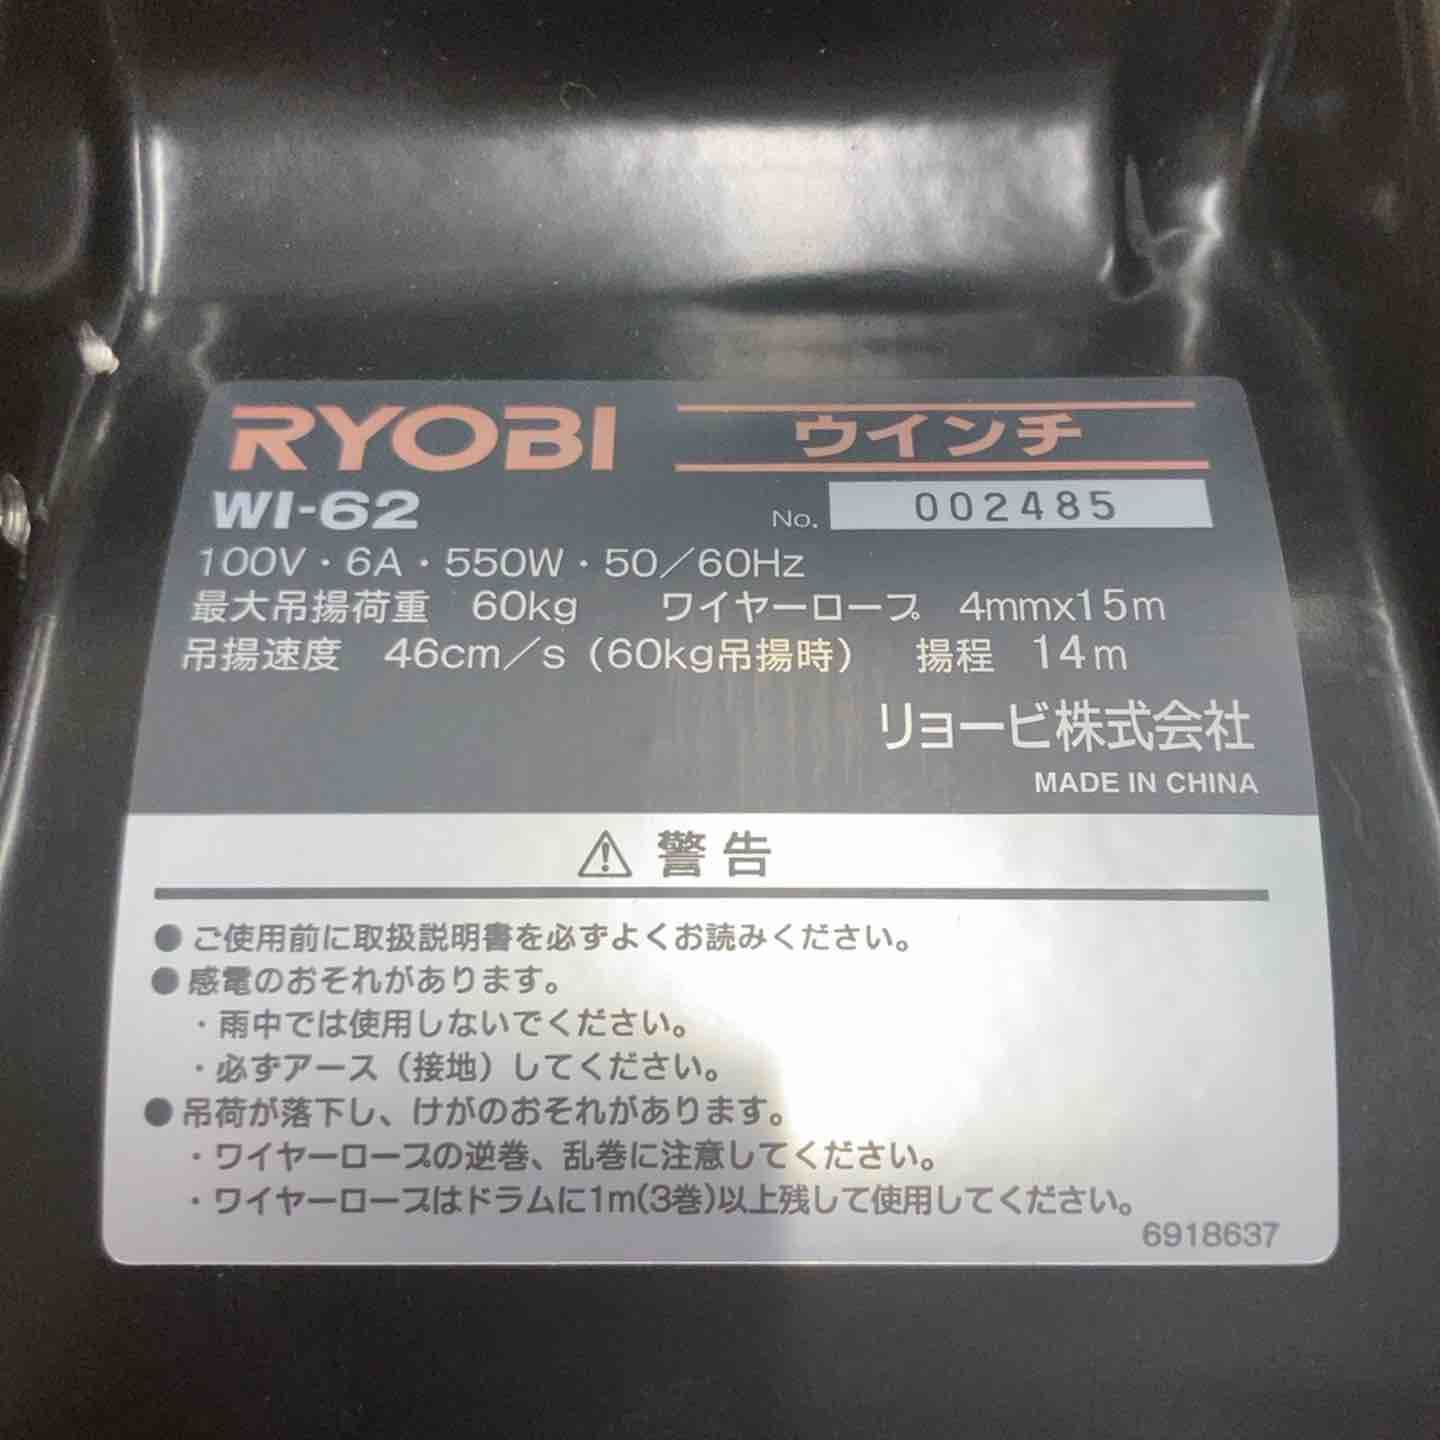 RYOBI ウインチ
WI-62 No. 002485
100V・6A・550W・50／60Hz
最大吊揚荷重 60kg ワイヤーロープ 4mmx15m
吊揚速度 46cm／s（60kg吊揚時） 揚程 14m
リョービ株式会社
MADE IN CHINA
⚠ 警告
●ご使用前に取扱説明書を必ずよくお読みください。
●感電のおそれがあります。
・雨中では使用しないでください。
・必ずアース（接地）してください。
●吊荷が落下し、けがのおそれがあります。
・ワイヤーロープの逆巻、乱巻に注意してください。
・ワイヤーロープはドラムに1m(3巻)以上残して使用してください。
6918637